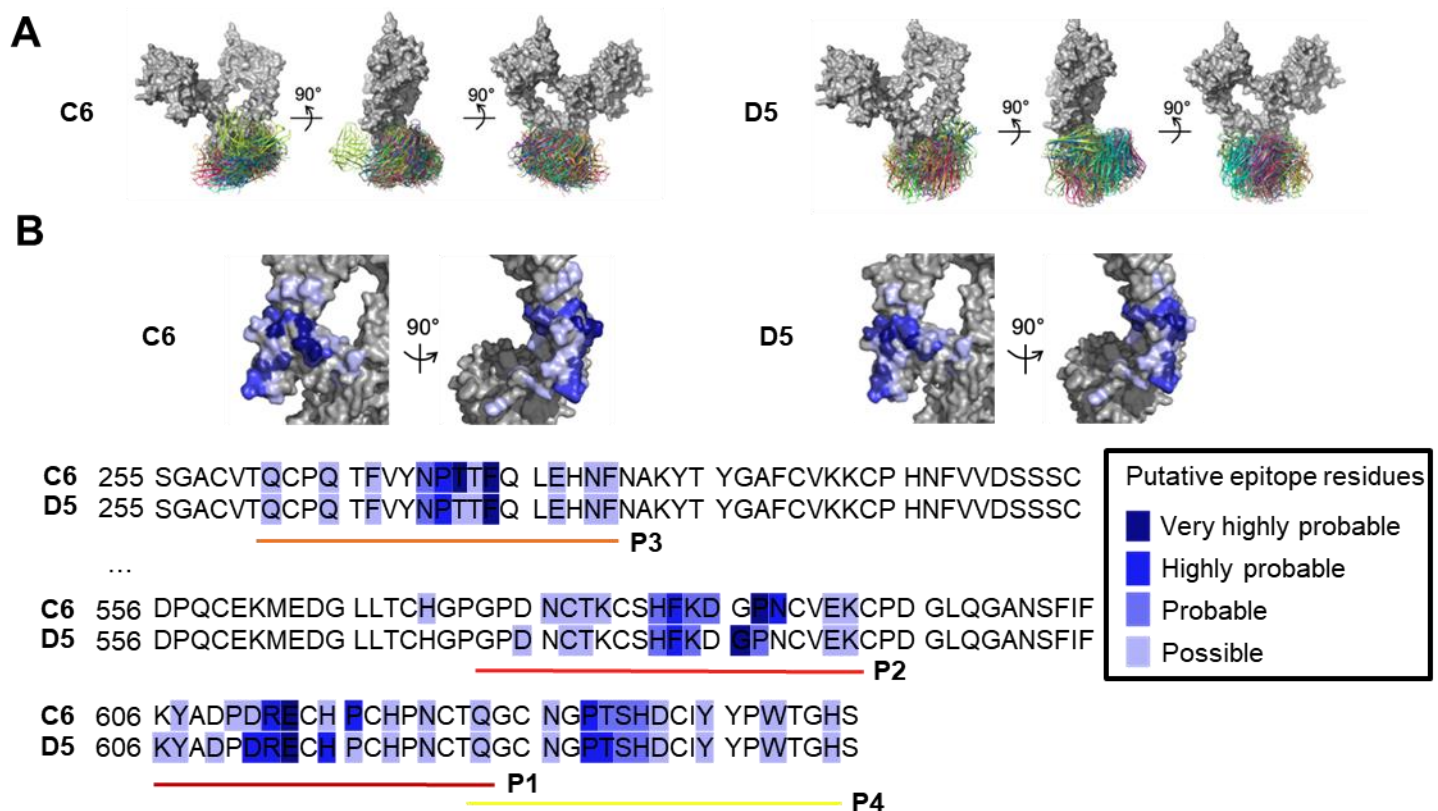 A
C6
90°
90°
D5
90°
90°
B
C6
90°
D5
90°
C6 255 SGACVTQCPQ TFVYNPTTFQ LEHNFNAKYT YGAFCVKKCP HNFVVDSSSC
D5 255 SGACVTQCPQ TFVYNPTTFQ LEHNFNAKYT YGAFCVKKCP HNFVVDSSSC
P3
...
C6 556 DPQCEKMEDG LLTCHGPGPD NCTKCSHFKD GPNCVEKCPD GLQGANSFIF
D5 556 DPQCEKMEDG LLTCHGPGPD NCTKCSHFKD GPNCVEKCPD GLQGANSFIF
P2
C6 606 KYADPDRECH PCHPNCTQGC NGPTSHDCIY YPWTGHS
D5 606 KYADPDRECH PCHPNCTQGC NGPTSHDCIY YPWTGHS
P1
P4
Putative epitope residues
Very highly probable
Highly probable
Probable
Possible